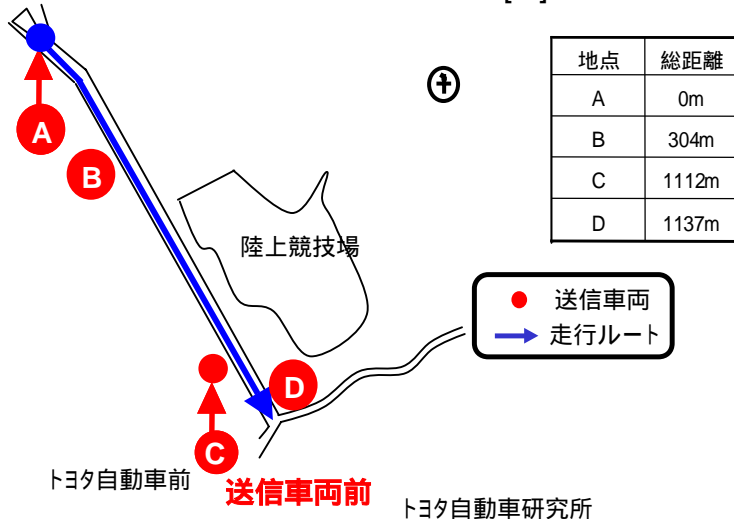 地点 総距離
A 0m
B 304m
C 1112m
D 1137m
A
B
陸上競技場
送信車両
走行ルート
D
C
トヨタ自動車前
送信車両前
トヨタ自動車研究所